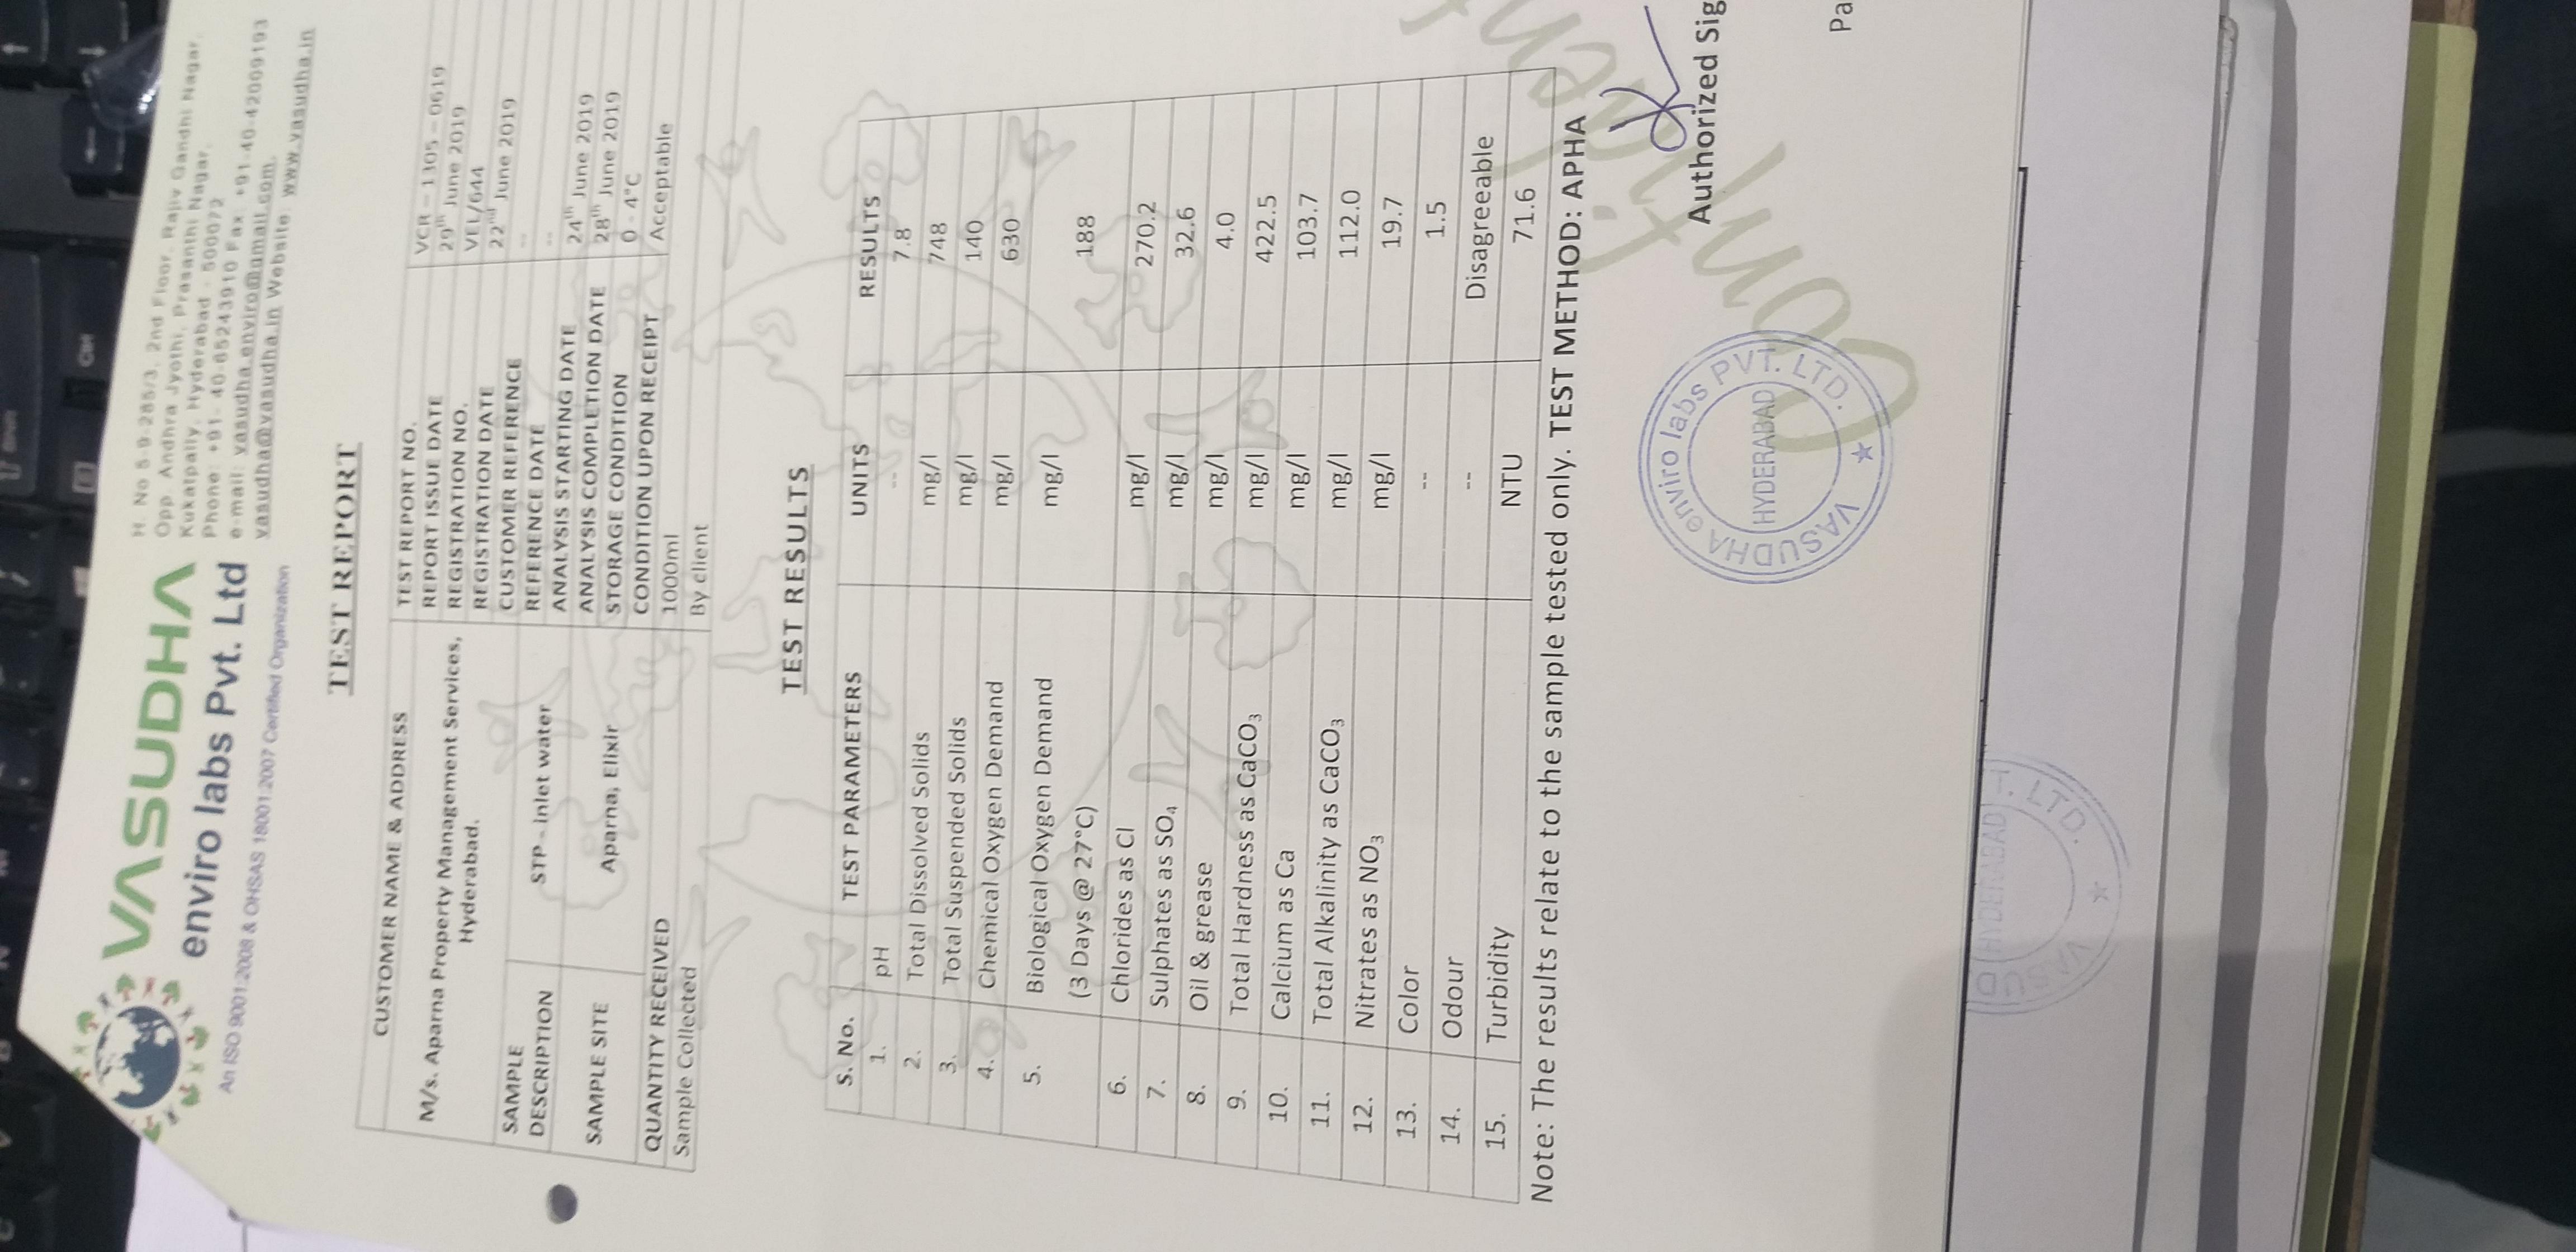 VASUDHA
enviro labs Pvt. Ltd
An ISO 9001:2008 & OHSAS 18001:2007 Certified Organization
H. No 5-9-285/3, 2nd Floor, Rajiv Gandhi Nagar,
Opp. Andhra Jyothi, Prasanthi Nagar,
Kukatpally, Hyderabad - 500072
Phone: +91- 40-65243910 Fax: +91-40-42009193
e-mail: vasudha.enviro@gmail.com,
vasudha@vasudha.in Website: www.vasudha.in
TEST REPORT
CUSTOMER NAME & ADDRESS
M/s. Aparna Property Management Services,
Hyderabad.
TEST REPORT NO. VCR – 1305 – 0619
REPORT ISSUE DATE 29th June 2019
REGISTRATION NO. VEL/644
REGISTRATION DATE 22nd June 2019
CUSTOMER REFERENCE --
REFERENCE DATE --
ANALYSIS STARTING DATE 24th June 2019
ANALYSIS COMPLETION DATE 28th June 2019
STORAGE CONDITION 0 - 4°C
CONDITION UPON RECEIPT Acceptable
SAMPLE
DESCRIPTION STP - inlet water
SAMPLE SITE Aparna, Elixir
QUANTITY RECEIVED 1000ml
Sample Collected By client
TEST RESULTS
S. No. TEST PARAMETERS UNITS RESULTS
1. pH -- 7.8
2. Total Dissolved Solids mg/l 748
3. Total Suspended Solids mg/l 140
4. Chemical Oxygen Demand mg/l 630
5. Biological Oxygen Demand mg/l
(3 Days @ 27°C) 188
6. Chlorides as Cl mg/l 270.2
7. Sulphates as SO4 mg/l 32.6
8. Oil & grease mg/l 4.0
9. Total Hardness as CaCO3 mg/l 422.5
10. Calcium as Ca mg/l 103.7
11. Total Alkalinity as CaCO3 mg/l 112.0
12. Nitrates as NO3 mg/l 19.7
13. Color -- 1.5
14. Odour -- Disagreeable
15. Turbidity NTU 71.6
Note: The results relate to the sample tested only. TEST METHOD: APHA
Authorized Sig
VASUDHA enviro labs PVT. LTD.
HYDERABAD
Confident
Pa
VASUD
HYDERABAD
T. LTD.
Ctrl